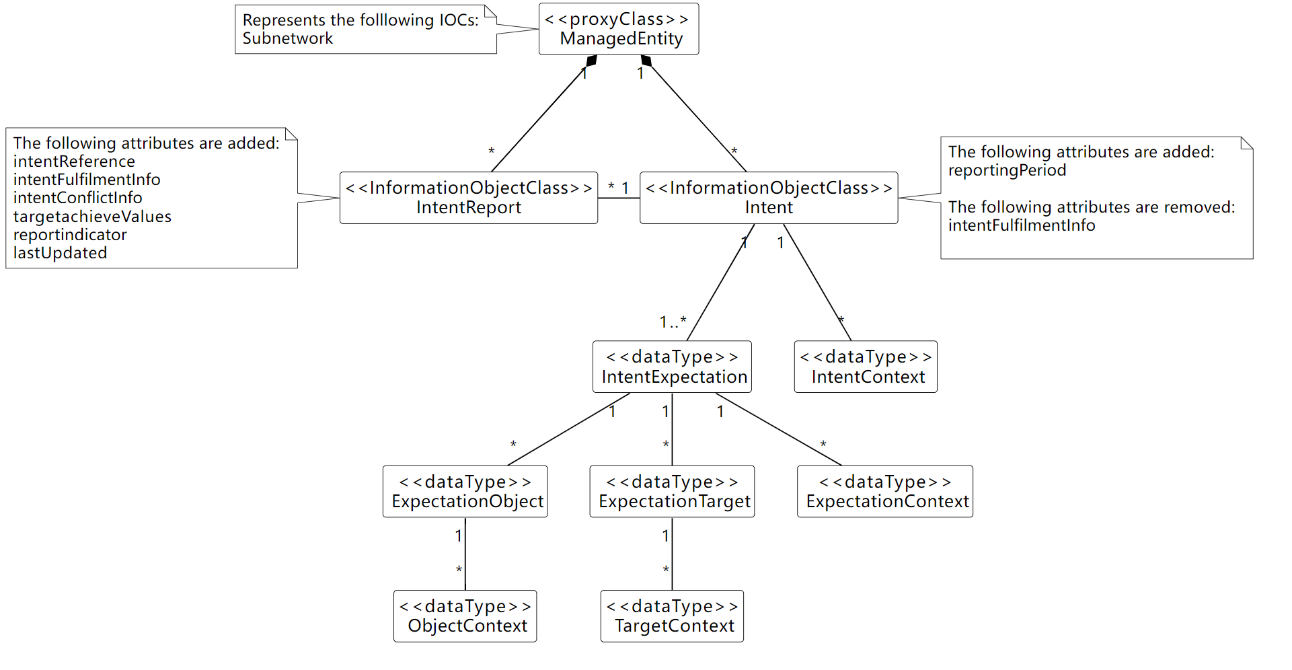 Represents the folllowing IOCs:
Subnetwork
<<proxyClass>>
ManagedEntity
1
1
*
*
The following attributes are added:
intentReference
intentFulfilmentInfo
intentConflictInfo
targetachieveValues
reportindicator
lastUpdated
<<InformationObjectClass>>
IntentReport
* 1
<<InformationObjectClass>>
Intent
The following attributes are added:
reportingPeriod
The following attributes are removed:
intentFulfilmentInfo
1
1
1..*
*
<<dataType>>
IntentExpectation
<<dataType>>
IntentContext
1
1
1
*
*
*
<<dataType>>
ExpectationObject
<<dataType>>
ExpectationTarget
<<dataType>>
ExpectationContext
1
*
1
*
<<dataType>>
ObjectContext
<<dataType>>
TargetContext